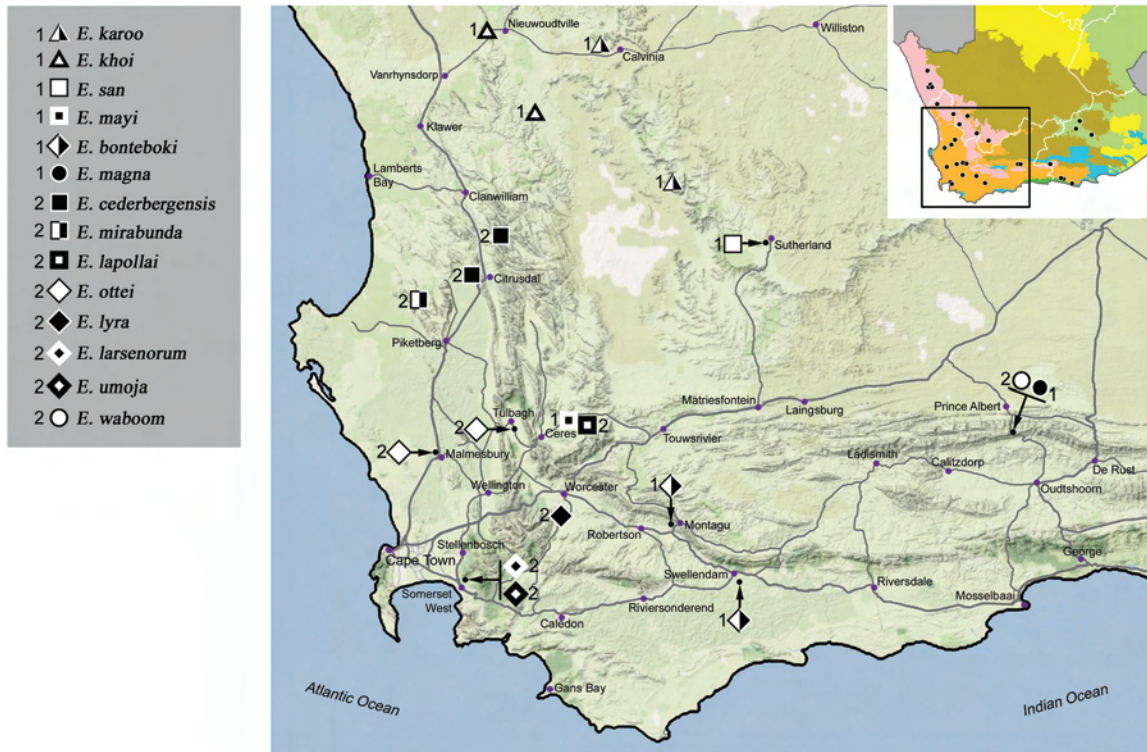 1 E. karoo
1 E. khoi
1 E. san
1 E. mayi
1 E. bonteboki
1 E. magna
2 E. cederbergensis
2 E. mirabunda
2 E. lapollai
2 E. ottei
2 E. lyra
2 E. larsenorum
2 E. umoja
2 E. waboom
1 Nieuwoudtville
Williston
1
Calvinia
Vanrhynsdorp
1
Klawer
Lamberts
Bay
1
Clanwilliam
2
1
Sutherland
2
Citrusdal
2
Piketberg
2
1
Prince Albert
Matriesfontein
Laingsburg
Tulbagh
2
1
2
Ceres
Touwsrivier
2
Malmesbury
Ladismith
Calitzdorp
De Rust
Wellington
Worcester
1
Oudtshoorn
2
Robertson
Montagu
Stellenbosch
Cape Town
George
2
Swellendam
Somerset
West
2
Riviersonderend
Riversdale
Mosselbaai
1
Caledon
Gans Bay
Atlantic Ocean
Indian Ocean